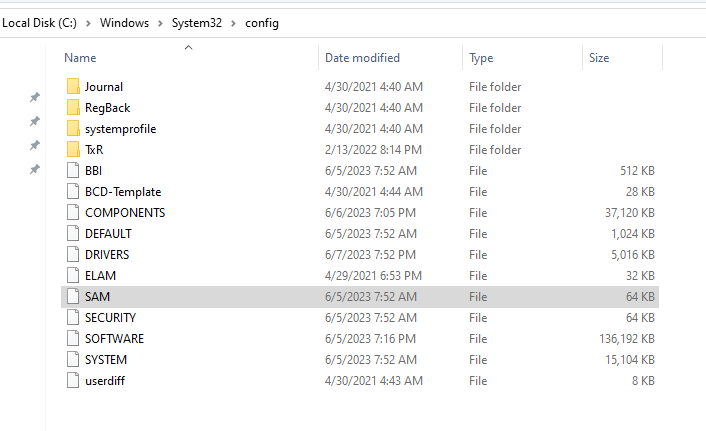 Local Disk (C:) > Windows > System32 > config
Name Date modified Type Size
Journal 4/30/2021 4:40 AM File folder
RegBack 4/30/2021 4:40 AM File folder
systemprofile 4/30/2021 4:40 AM File folder
TxR 2/13/2022 8:14 PM File folder
BBI 6/5/2023 7:52 AM File 512 KB
BCD-Template 4/30/2021 4:44 AM File 28 KB
COMPONENTS 6/6/2023 7:05 PM File 37,120 KB
DEFAULT 6/5/2023 7:52 AM File 1,024 KB
DRIVERS 6/7/2023 7:52 PM File 5,016 KB
ELAM 4/29/2021 6:53 PM File 32 KB
SAM 6/5/2023 7:52 AM File 64 KB
SECURITY 6/5/2023 7:52 AM File 64 KB
SOFTWARE 6/5/2023 7:16 PM File 136,192 KB
SYSTEM 6/5/2023 7:52 AM File 15,104 KB
userdiff 4/30/2021 4:43 AM File 8 KB